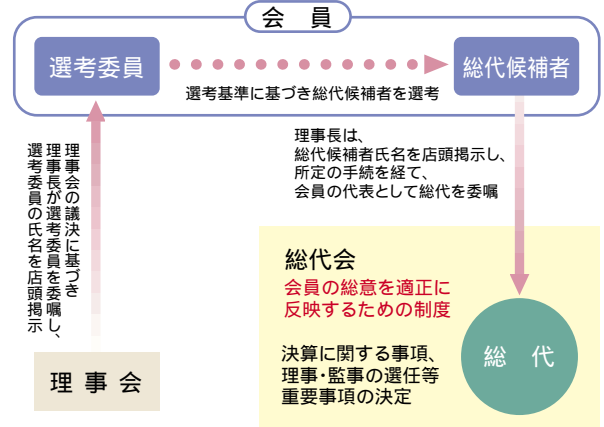 会 員
選考委員
総代候補者
選考基準に基づき総代候補者を選考
理事長は、
総代候補者氏名を店頭掲示し、
所定の手続を経て、
会員の代表として総代を委嘱
理事会の議決に基づき
理事長が選考委員を委嘱し、
選考委員の氏名を店頭掲示
理 事 会
総代会
会員の総意を適正に
反映するための制度
決算に関する事項、
理事・監事の選任等
重要事項の決定
総 代